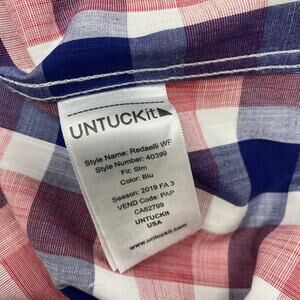 UNTUCKit
Style Name: Redaelli WF
Style Number: 40399
Fit: Slm
Color: Blu
Season: 2019 FA 3
VEND Code: PAP
CA62799
UNTUCKit
USA
www.untuckit.com